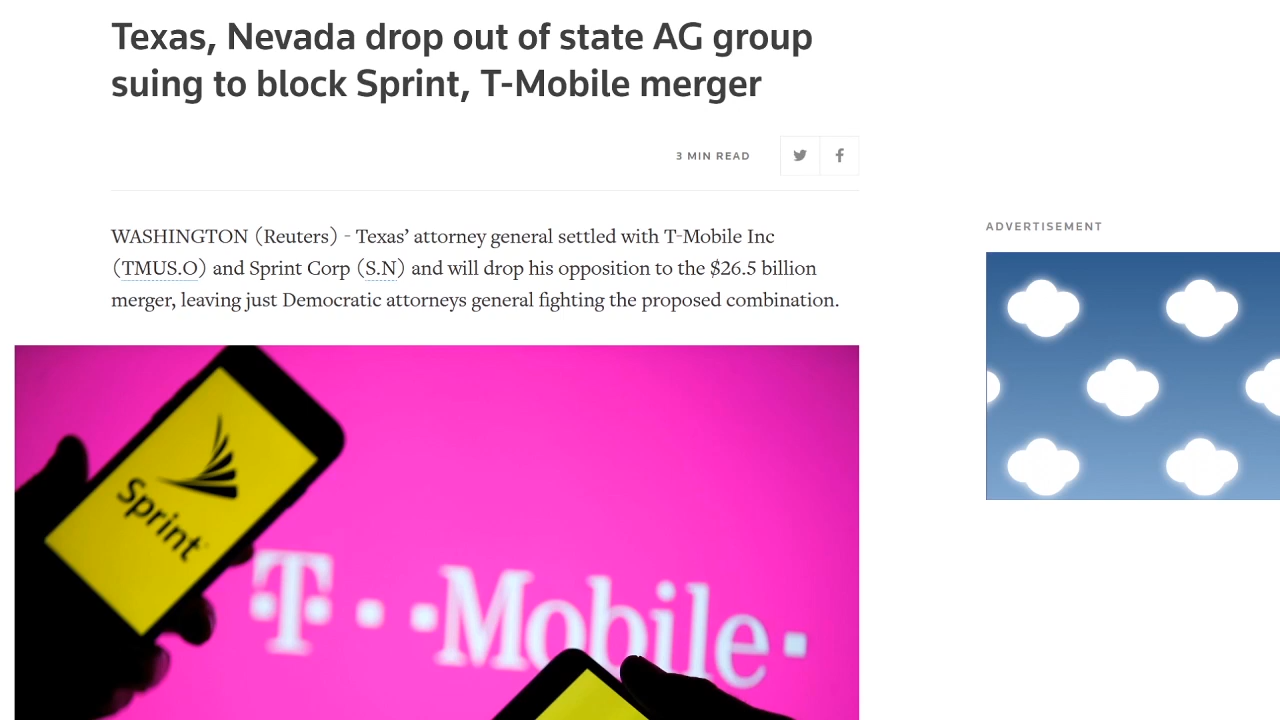 Texas, Nevada drop out of state AG group
suing to block Sprint, T-Mobile merger
3 MIN READ
WASHINGTON (Reuters) - Texas’ attorney general settled with T-Mobile Inc
(TMUS.O) and Sprint Corp (S.N) and will drop his opposition to the $26.5 billion
merger, leaving just Democratic attorneys general fighting the proposed combination.
ADVERTISEMENT
Sprint
T Mobile